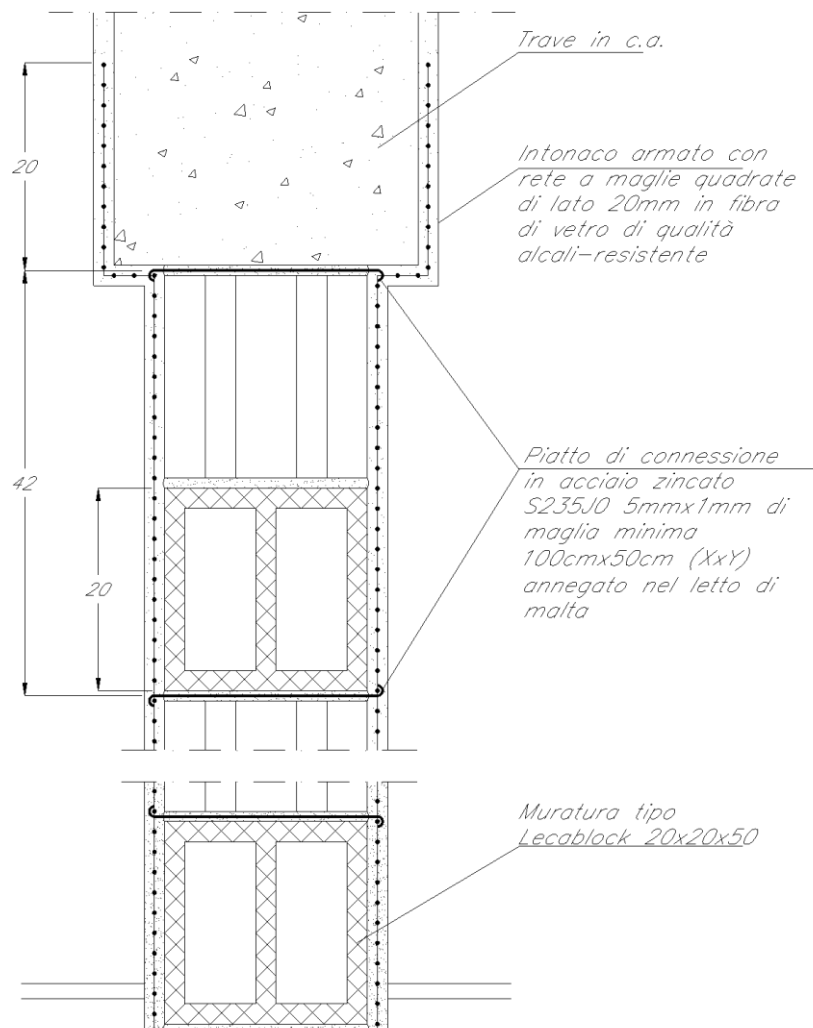 Trave in c.a.
20
Intonaco armato con
rete a maglie quadrate
di lato 20mm in fibra
di vetro di qualità
alcali-resistente
42
Piatto di connessione
in acciaio zincato
S235J0 5mmx1mm di
maglia minima
100cmx50cm (XxY)
annegato nel letto di
malta
20
Muratura tipo
Lecablock 20x20x50